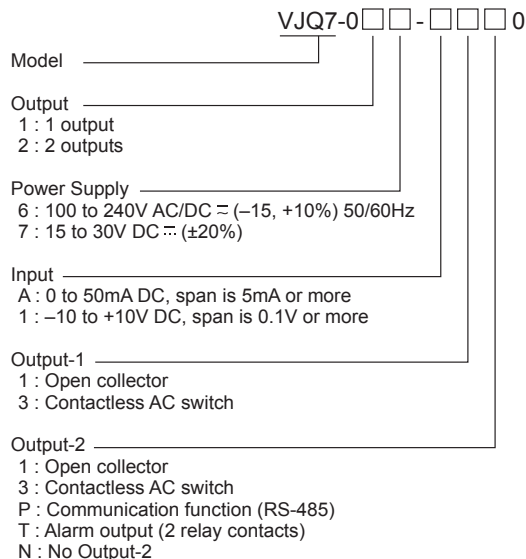 VJQ7-0□□-□□□0
Model
Output
1 : 1 output
2 : 2 outputs
Power Supply
6 : 100 to 240V AC/DC ⎓ (–15, +10%) 50/60Hz
7 : 15 to 30V DC ⎓ (±20%)
Input
A : 0 to 50mA DC, span is 5mA or more
1 : –10 to +10V DC, span is 0.1V or more
Output-1
1 : Open collector
3 : Contactless AC switch
Output-2
1 : Open collector
3 : Contactless AC switch
P : Communication function (RS-485)
T : Alarm output (2 relay contacts)
N : No Output-2